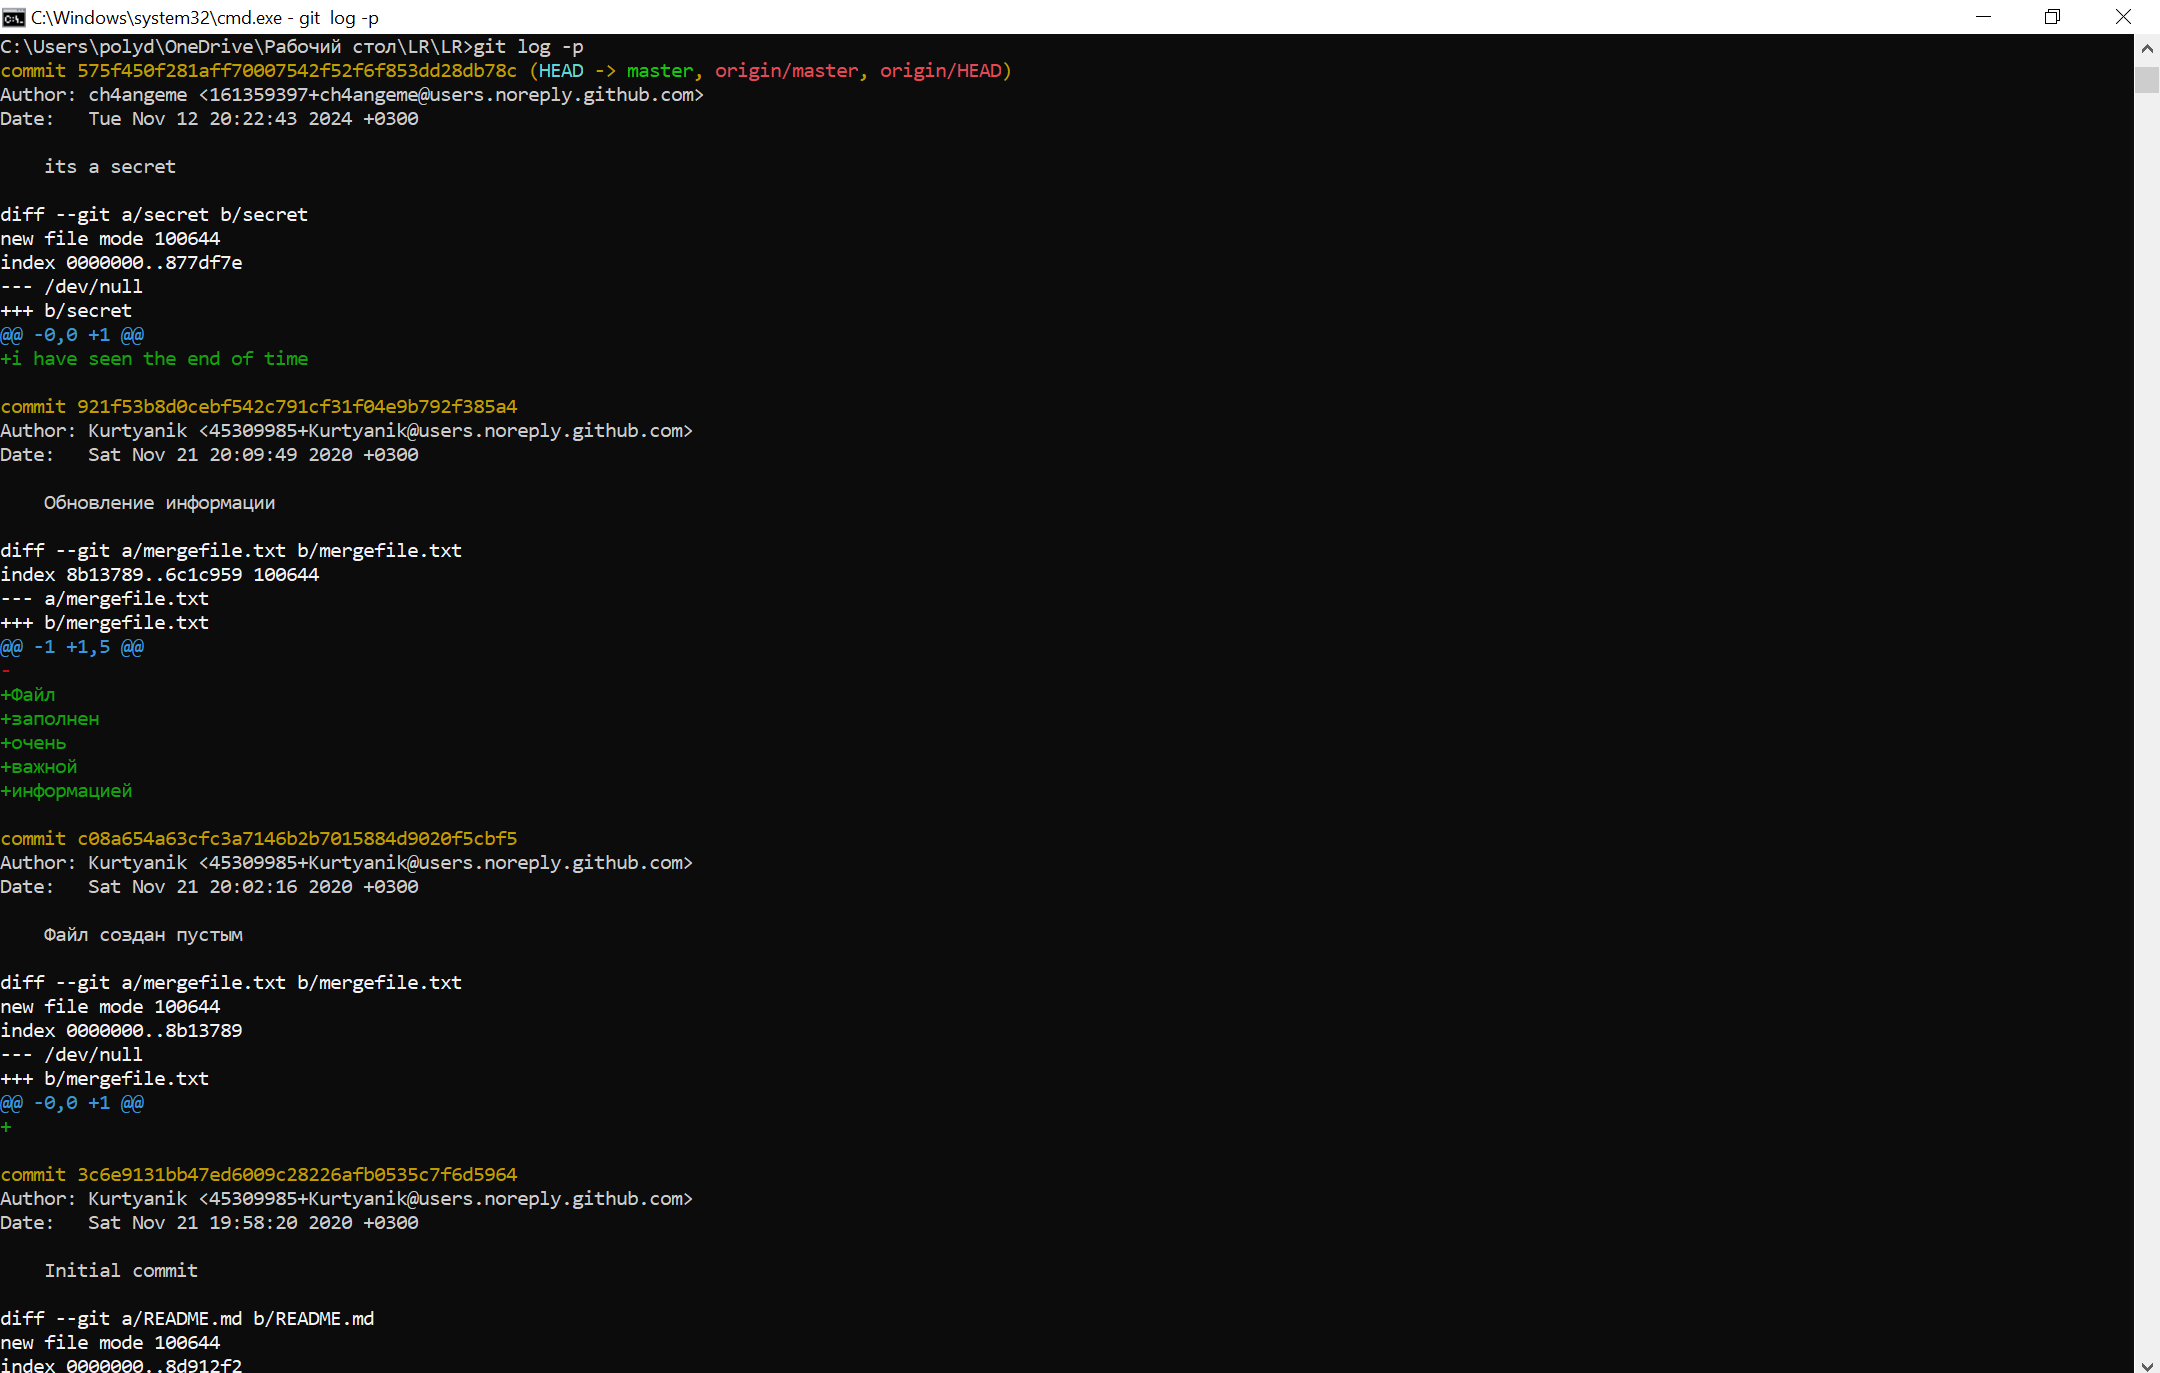 C:\Windows\system32\cmd.exe - git  log -p
C:\Users\polyd\OneDrive\Рабочий стол\LR\LR>git log -p
commit 575f450f281aff70007542f52f6f853dd28db78c (HEAD -> master, origin/master, origin/HEAD)
Author: ch4angeme <161359397+ch4angeme@users.noreply.github.com>
Date:   Tue Nov 12 20:22:43 2024 +0300
    its a secret
diff --git a/secret b/secret
new file mode 100644
index 0000000..877df7e
--- /dev/null
+++ b/secret
@@ -0,0 +1 @@
+i have seen the end of time
commit 921f53b8d0cebf542c791cf31f04e9b792f385a4
Author: Kurtyanik <45309985+Kurtyanik@users.noreply.github.com>
Date:   Sat Nov 21 20:09:49 2020 +0300
    Обновление информации
diff --git a/mergefile.txt b/mergefile.txt
index 8b13789..6c1c959 100644
--- a/mergefile.txt
+++ b/mergefile.txt
@@ -1 +1,5 @@
-
+Файл
+заполнен
+очень
+важной
+информацией
commit c08a654a63cfc3a7146b2b7015884d9020f5cbf5
Author: Kurtyanik <45309985+Kurtyanik@users.noreply.github.com>
Date:   Sat Nov 21 20:02:16 2020 +0300
    Файл создан пустым
diff --git a/mergefile.txt b/mergefile.txt
new file mode 100644
index 0000000..8b13789
--- /dev/null
+++ b/mergefile.txt
@@ -0,0 +1 @@
+
commit 3c6e9131bb47ed6009c28226afb0535c7f6d5964
Author: Kurtyanik <45309985+Kurtyanik@users.noreply.github.com>
Date:   Sat Nov 21 19:58:20 2020 +0300
    Initial commit
diff --git a/README.md b/README.md
new file mode 100644
index 0000000..8d912f2